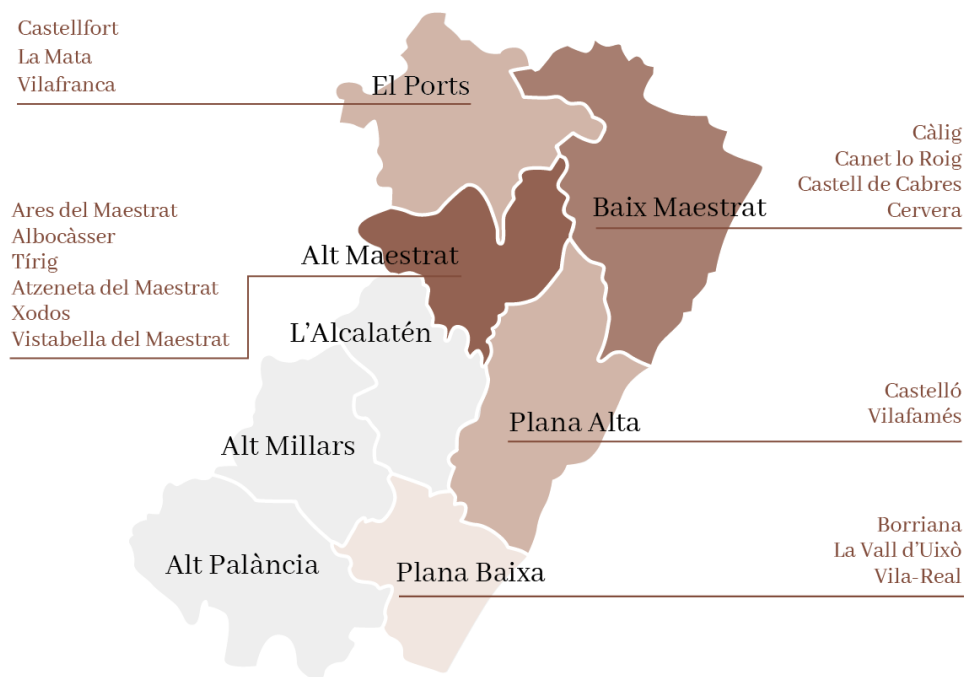 Castellfort
La Mata
Vilafranca
El Ports
Càlig
Canet lo Roig
Castell de Cabres
Cervera
Baix Maestrat
Ares del Maestrat
Albocàsser
Tírig
Atzeneta del Maestrat
Xodos
Vistabella del Maestrat
Alt Maestrat
L'Alcalatén
Castelló
Vilafamés
Plana Alta
Alt Millars
Borriana
La Vall d'Uixò
Vila-Real
Alt Palància
Plana Baixa